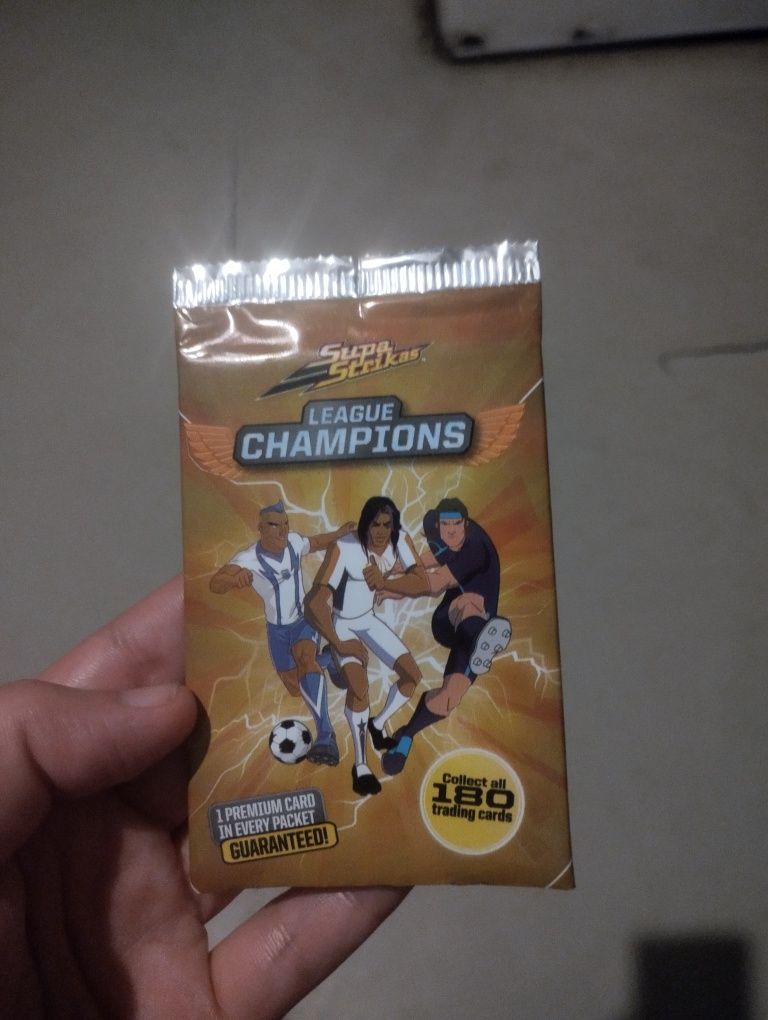 Supa
Strikas
LEAGUE
CHAMPIONS
1 PREMIUM CARD
IN EVERY PACKET
GUARANTEED!
Collect all
180
trading cards